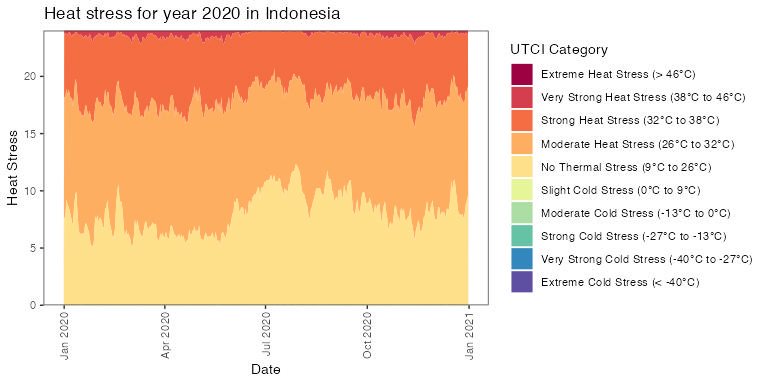 Heat stress for year 2020 in Indonesia
Heat Stress
20
15
10
5
0
Jan 2020
Apr 2020
Jul 2020
Oct 2020
Jan 2021
Date
UTCI Category
Extreme Heat Stress (> 46°C)
Very Strong Heat Stress (38°C to 46°C)
Strong Heat Stress (32°C to 38°C)
Moderate Heat Stress (26°C to 32°C)
No Thermal Stress (9°C to 26°C)
Slight Cold Stress (0°C to 9°C)
Moderate Cold Stress (-13°C to 0°C)
Strong Cold Stress (-27°C to -13°C)
Very Strong Cold Stress (-40°C to -27°C)
Extreme Cold Stress (< -40°C)